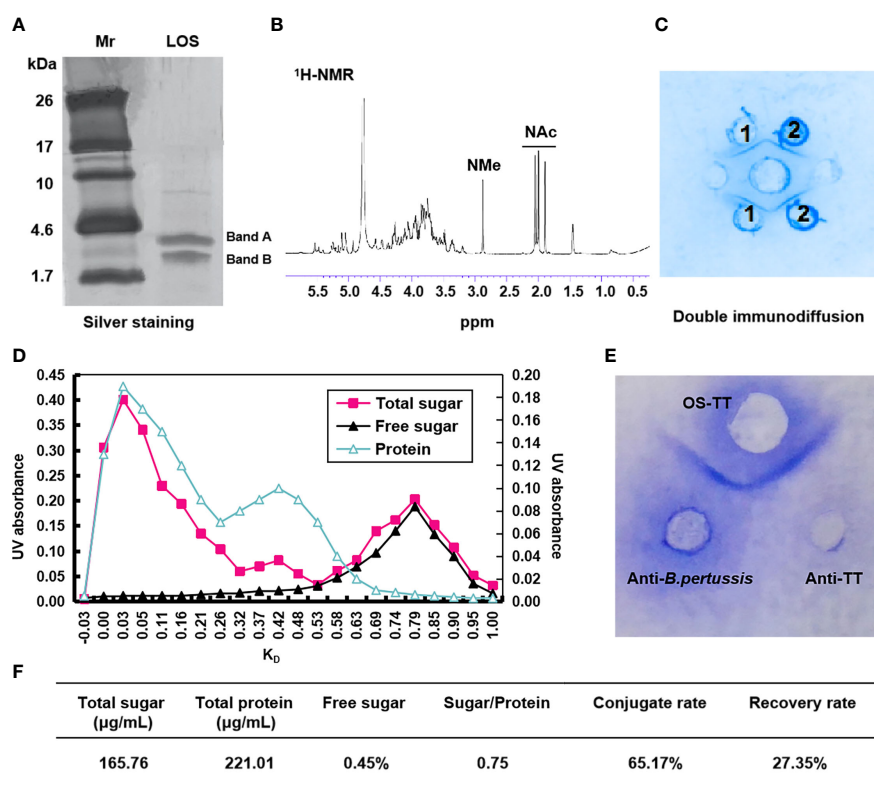 A
Mr LOS
kDa
26
17
10
4.6
1.7
Band A
Band B
Silver staining
B
¹H-NMR
NMe
NAc
5.5 5.0 4.5 4.0 3.5 3.0 2.5 2.0 1.5 1.0 0.5
ppm
C
1 2
1 2
Double immunodiffusion
D
0.45
0.40
0.35
0.30
0.25
0.20
0.15
0.10
0.05
0.00
UV absorbance
Total sugar
Free sugar
Protein
0.20
0.18
0.16
0.14
0.12
0.10
0.08
0.06
0.04
0.02
0.00
UV absorbance
-0.03 0.00 0.03 0.05 0.11 0.16 0.21 0.26 0.32 0.37 0.42 0.48 0.53 0.58 0.63 0.69 0.74 0.79 0.85 0.90 0.95 1.00
K_D
E
OS-TT
Anti-B.pertussis Anti-TT
F
Total sugar Total protein Free sugar Sugar/Protein Conjugate rate Recovery rate
(μg/mL) (μg/mL)
165.76 221.01 0.45% 0.75 65.17% 27.35%